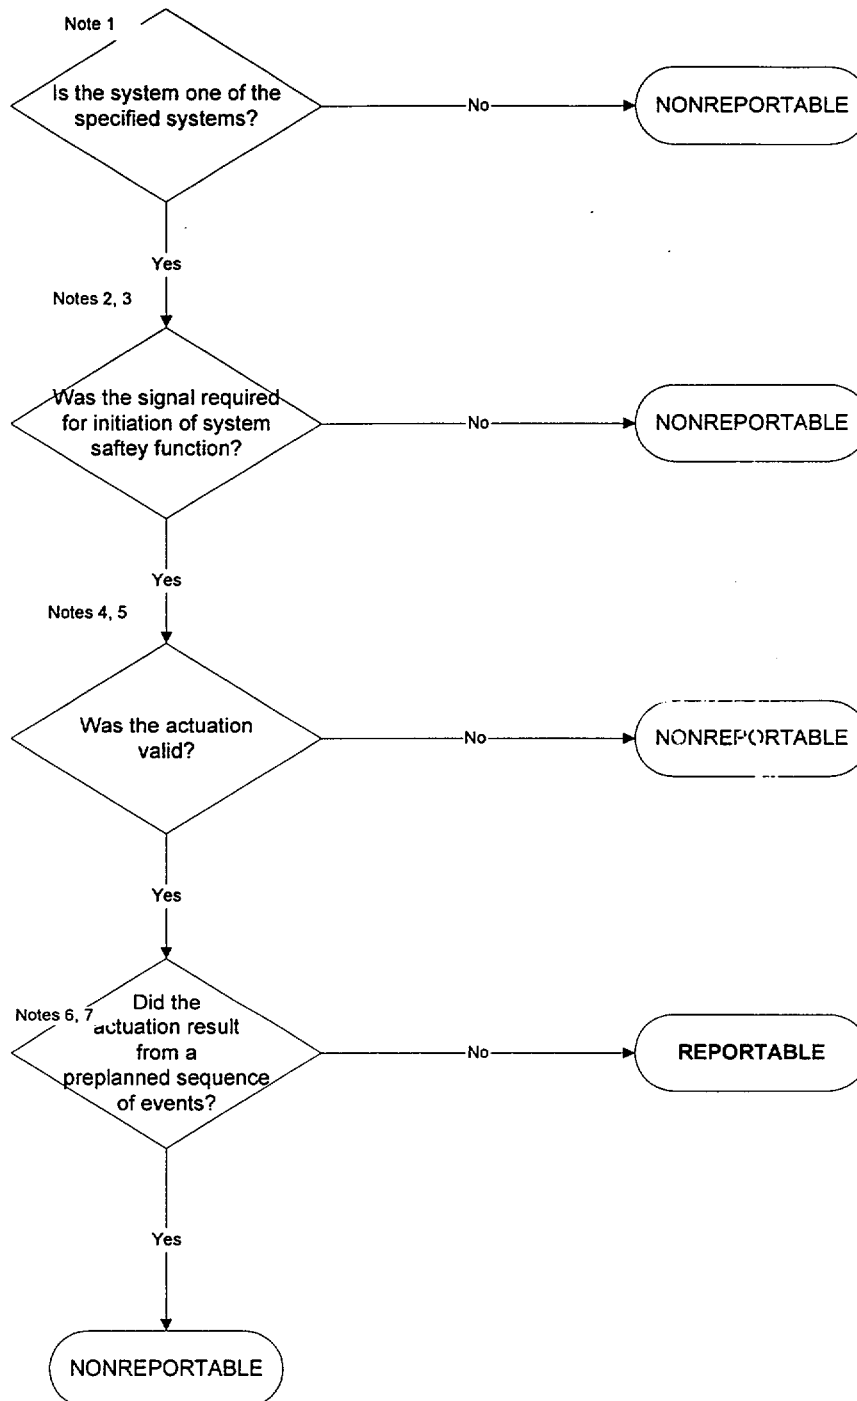 Note 1
Is the system one of the
specified systems?
No
NONREPORTABLE
Yes
Notes 2, 3
Was the signal required
for initiation of system
saftey function?
No
NONREPORTABLE
Yes
Notes 4, 5
Was the actuation
valid?
No
NONREPORTABLE
Yes
Notes 6, 7
Did the
actuation result
from a
preplanned sequence
of events?
No
REPORTABLE
Yes
NONREPORTABLE